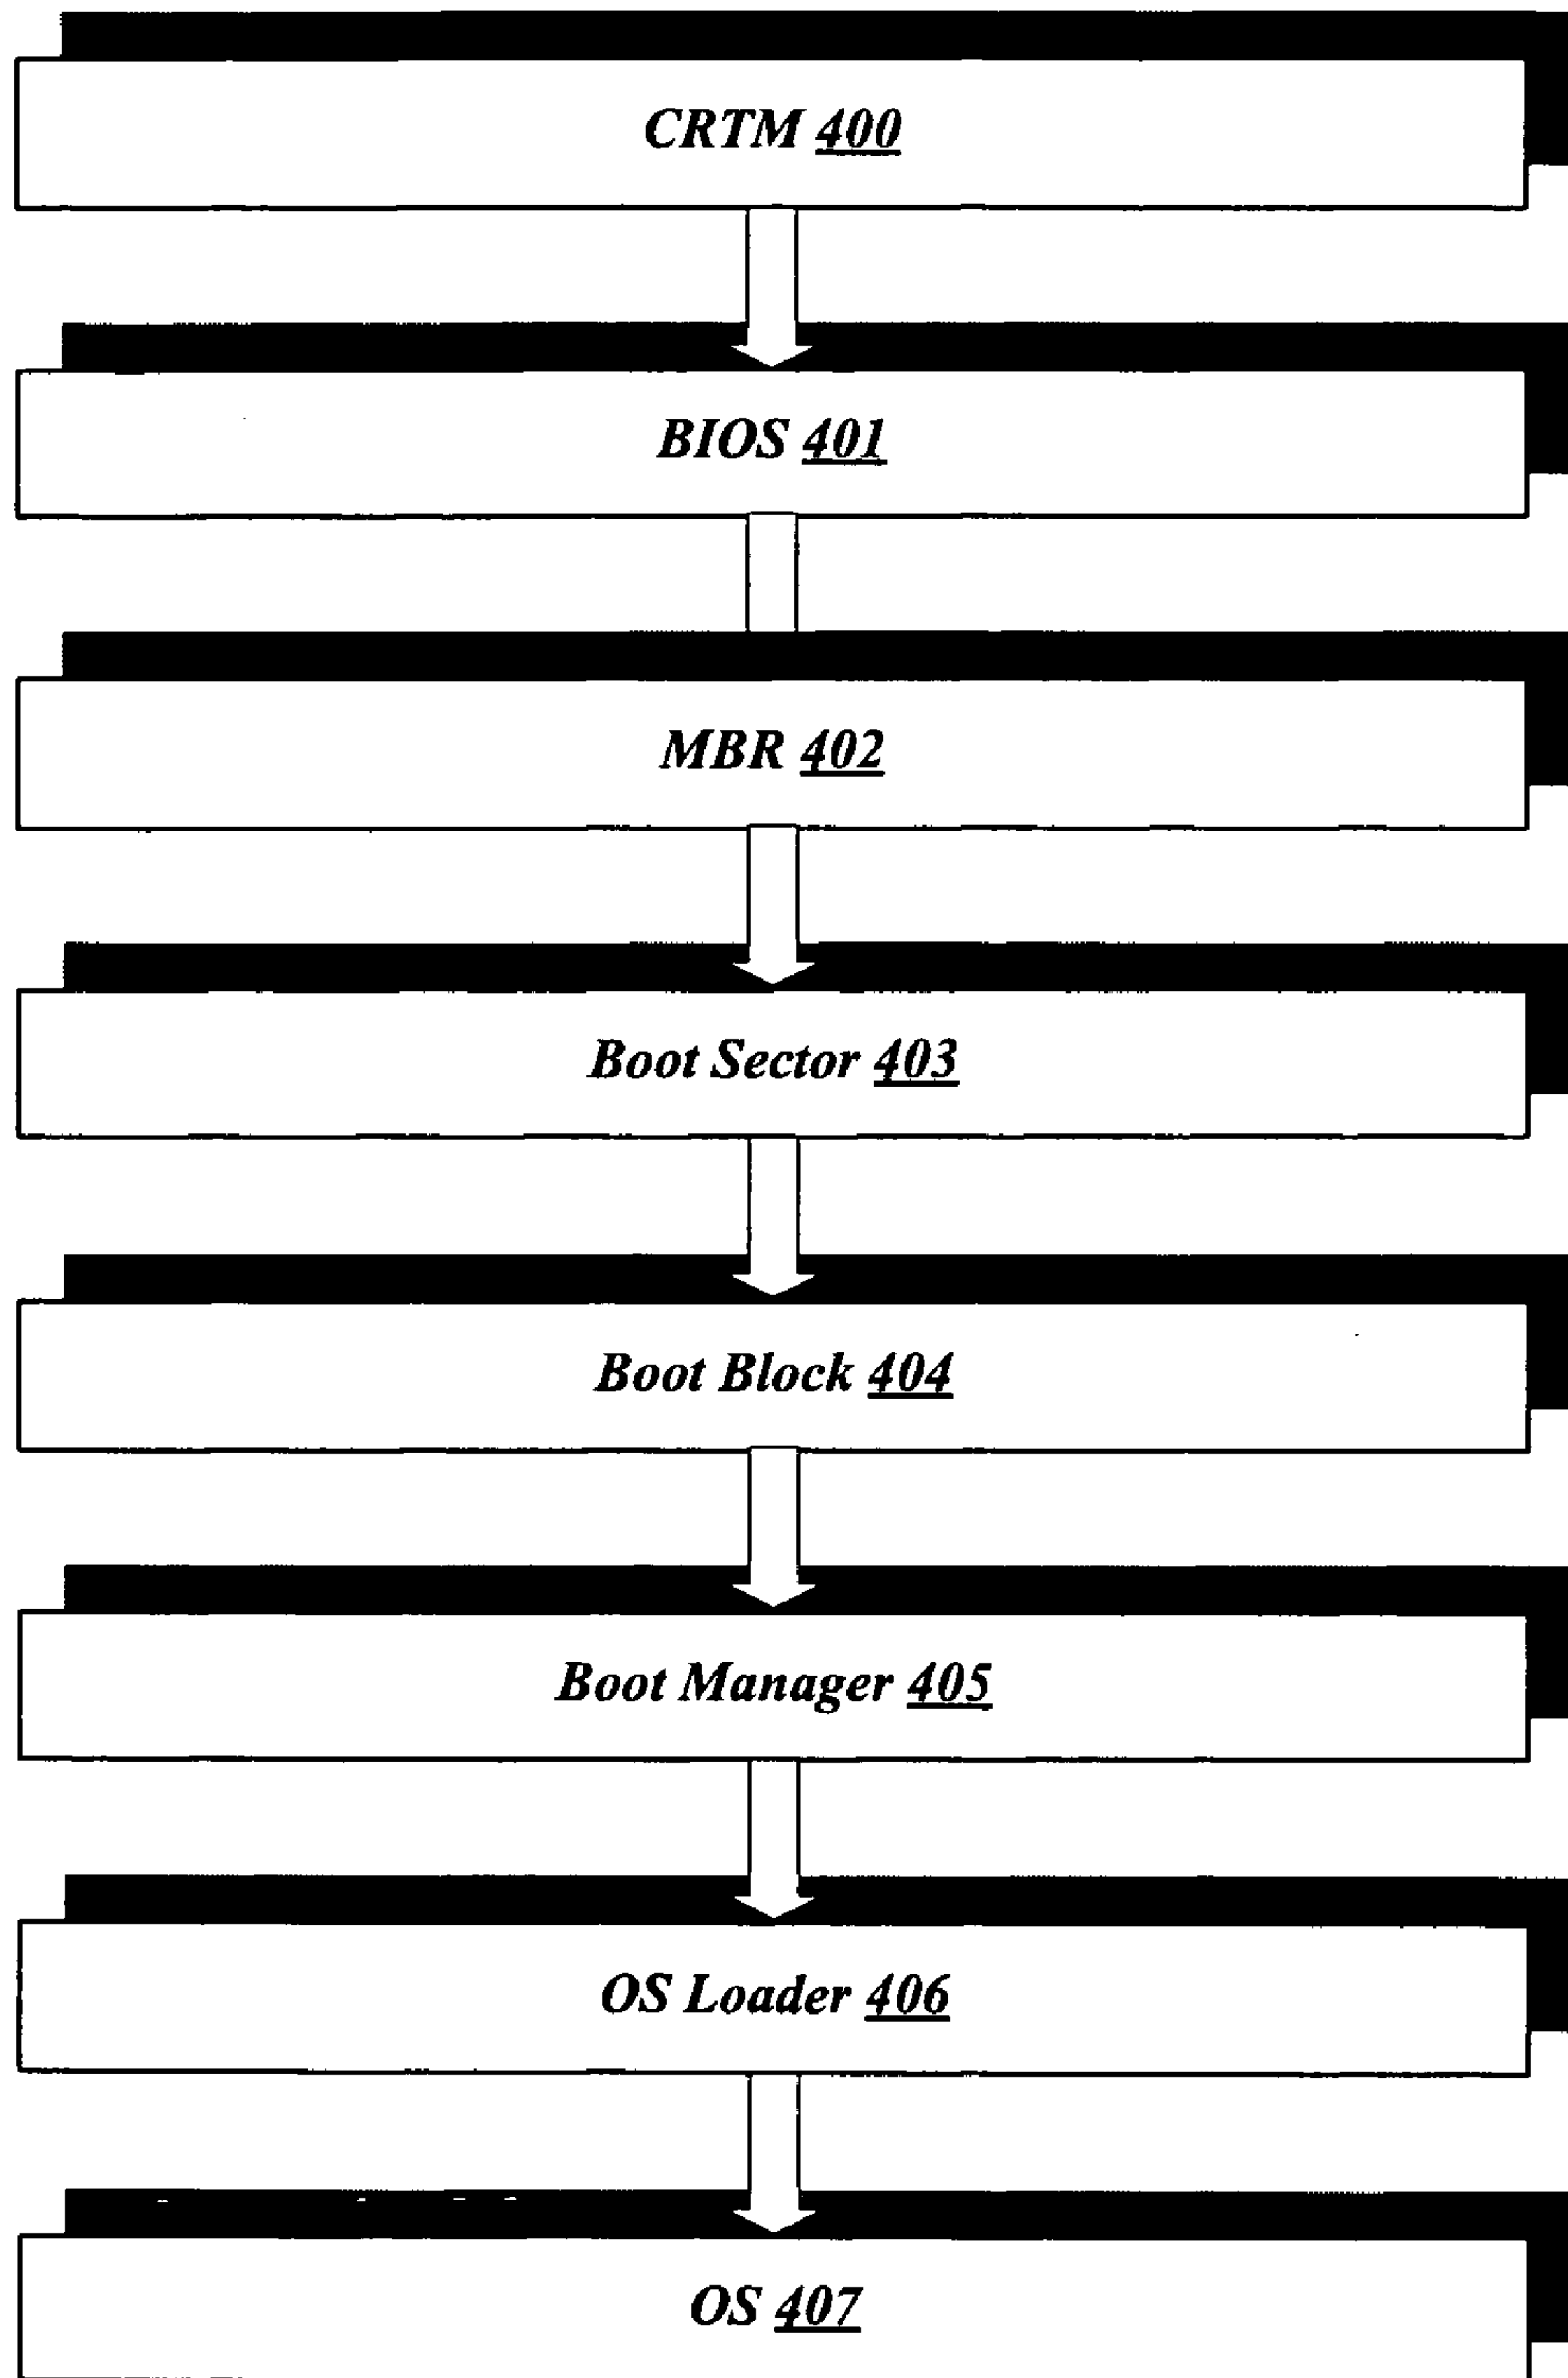 CRTM 400
BIOS 401
MBR 402
Boot Sector 403
Boot Block 404
Boot Manager 405
OS Loader 406
OS 407